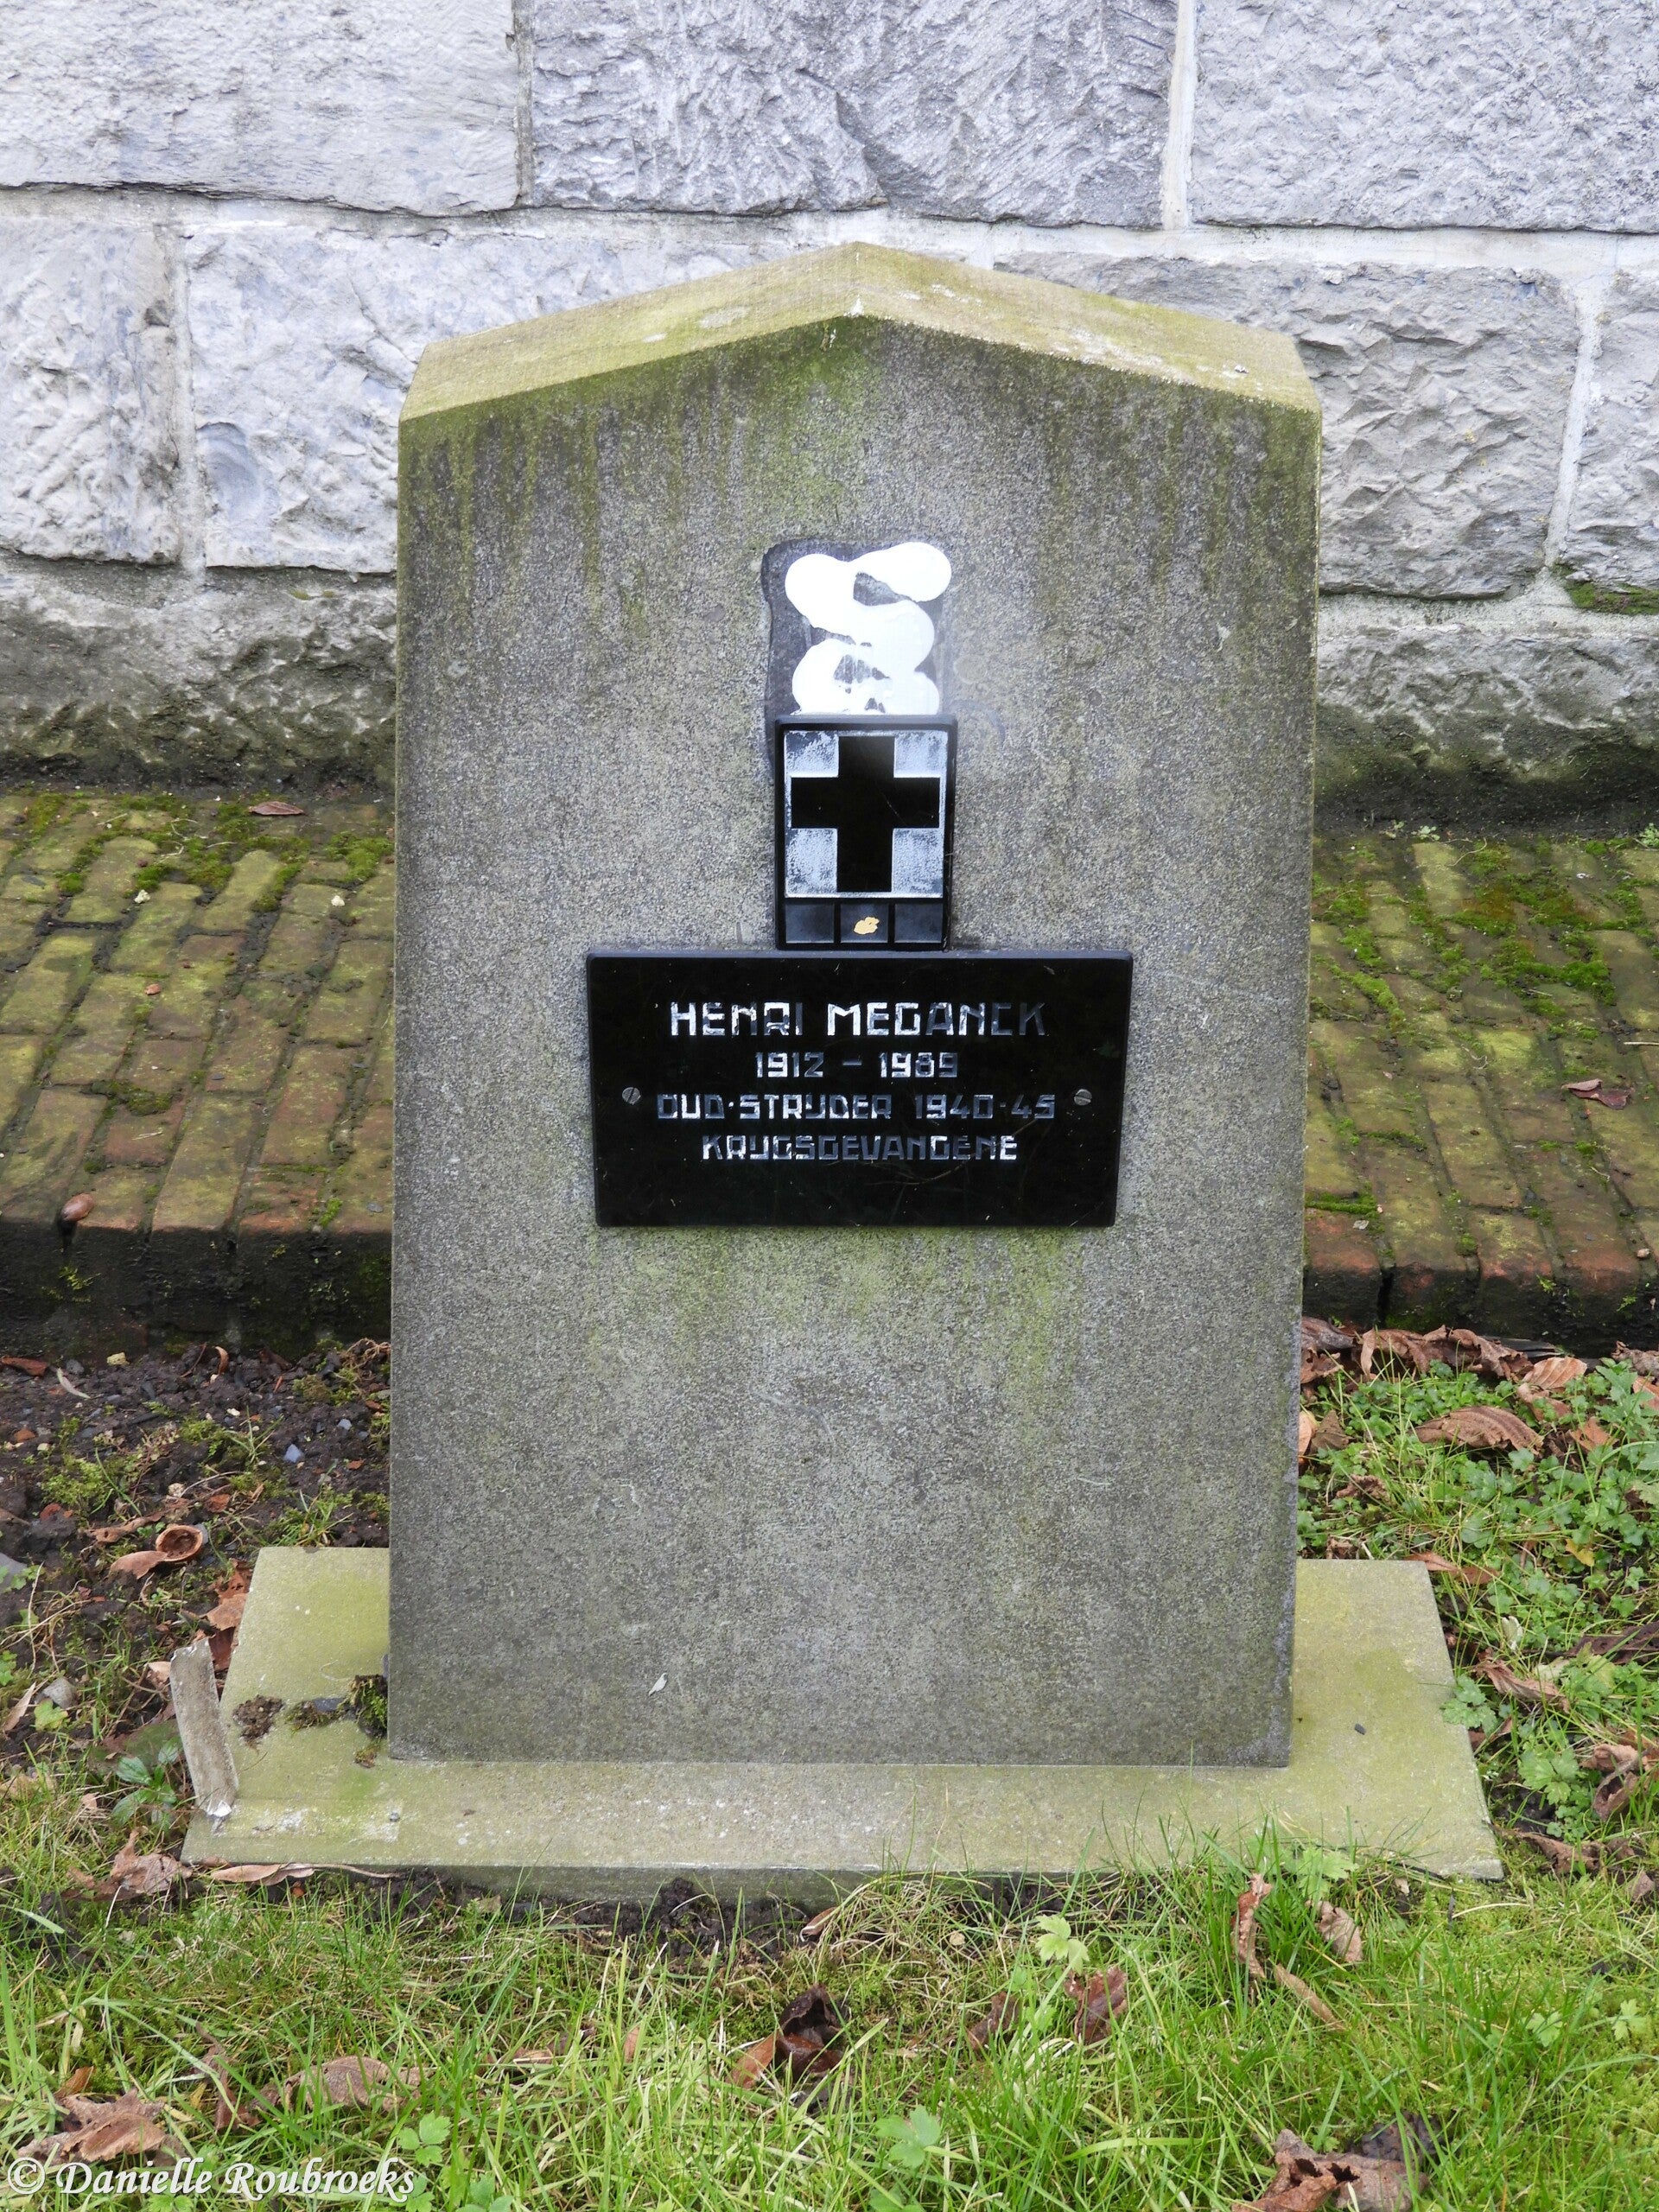 HENRI MEGANCK
1912 - 1989
OUD·STRIJDER 1940·45
KRIJGSGEVANGENE
© Danielle Roubroeks